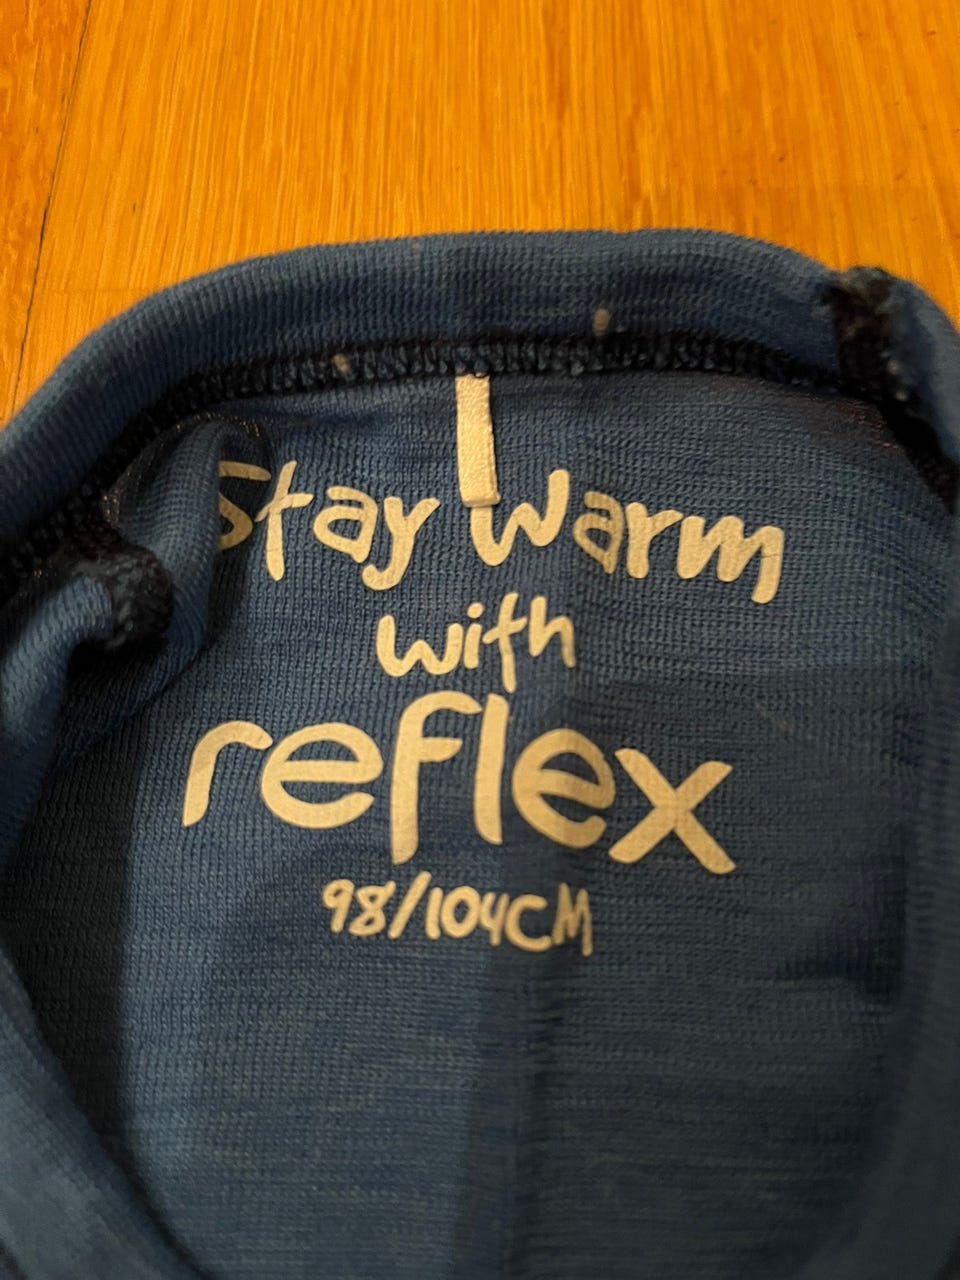 Stay Warm
with
reflex
98/104CM